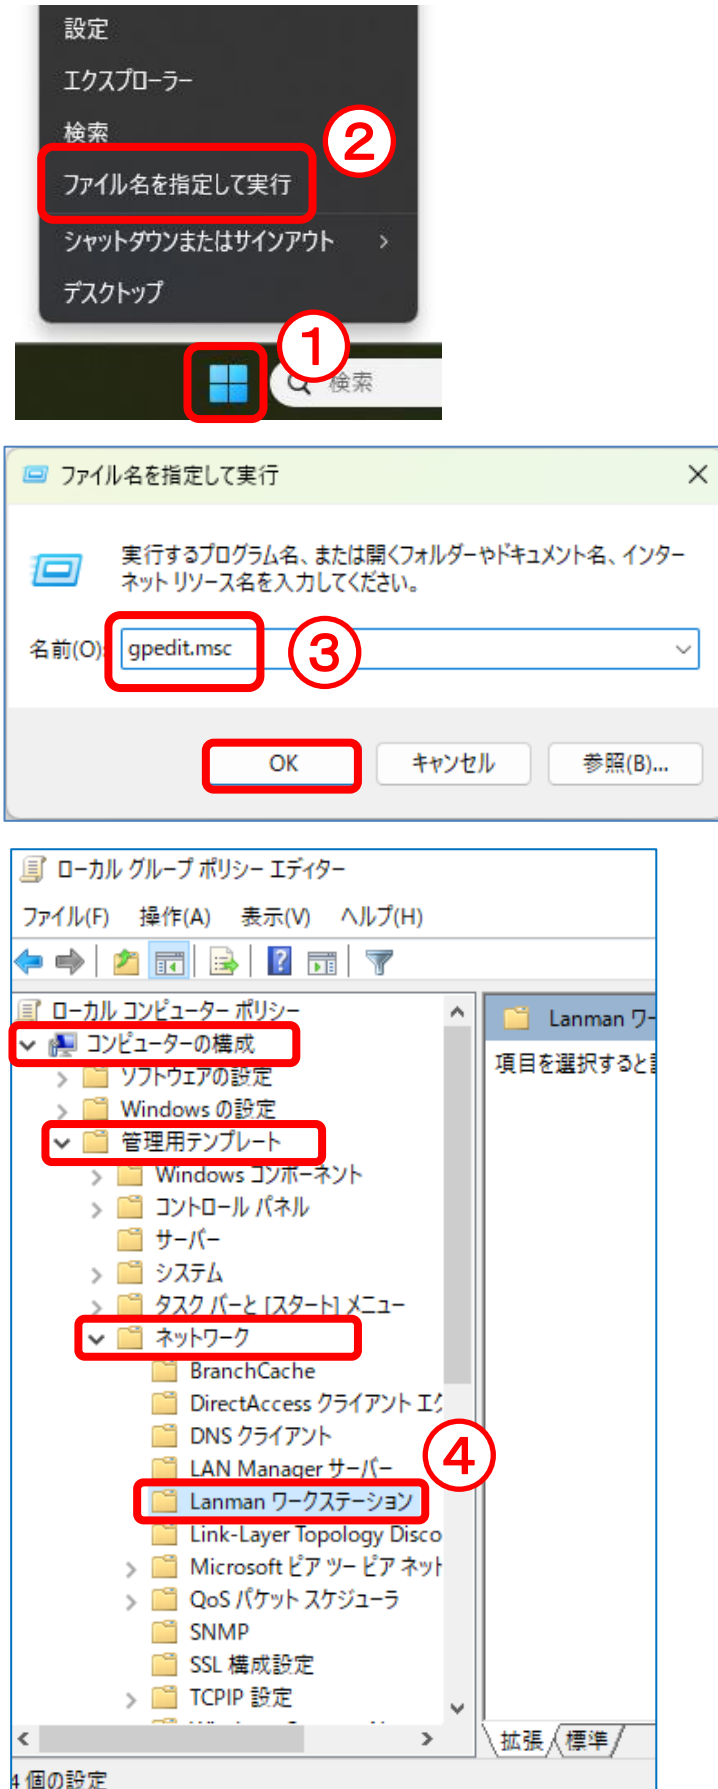 設定
エクスプローラー
検索
②
ファイル名を指定して実行
シャットダウンまたはサインアウト
デスクトップ
①
検索
ファイル名を指定して実行
実行するプログラム名、または開くフォルダーやドキュメント名、インター
ネット リソース名を入力してください。
名前(O): gpedit.msc ③
OK キャンセル 参照(B)...
ローカル グループ ポリシー エディター
ファイル(F) 操作(A) 表示(V) ヘルプ(H)
ローカル コンピューター ポリシー
コンピューターの構成
ソフトウェアの設定
Windows の設定
管理用テンプレート
Windows コンポーネント
コントロール パネル
サーバー
システム
タスク バーと [スタート] メニュー
ネットワーク
BranchCache
DirectAccess クライアント エク
DNS クライアント
LAN Manager サーバー
④
Lanman ワークステーション
Link-Layer Topology Disco
Microsoft ピア ツー ピア ネット
QoS パケット スケジューラ
SNMP
SSL 構成設定
TCPIP 設定
Lanman ワー
項目を選択すると
拡張 標準
4 個の設定